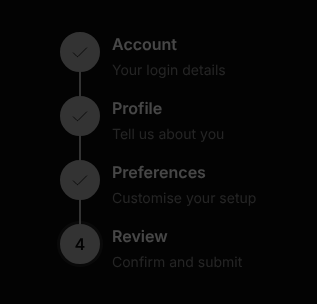 Account
Your login details
Profile
Tell us about you
Preferences
Customise your setup
4
Review
Confirm and submit